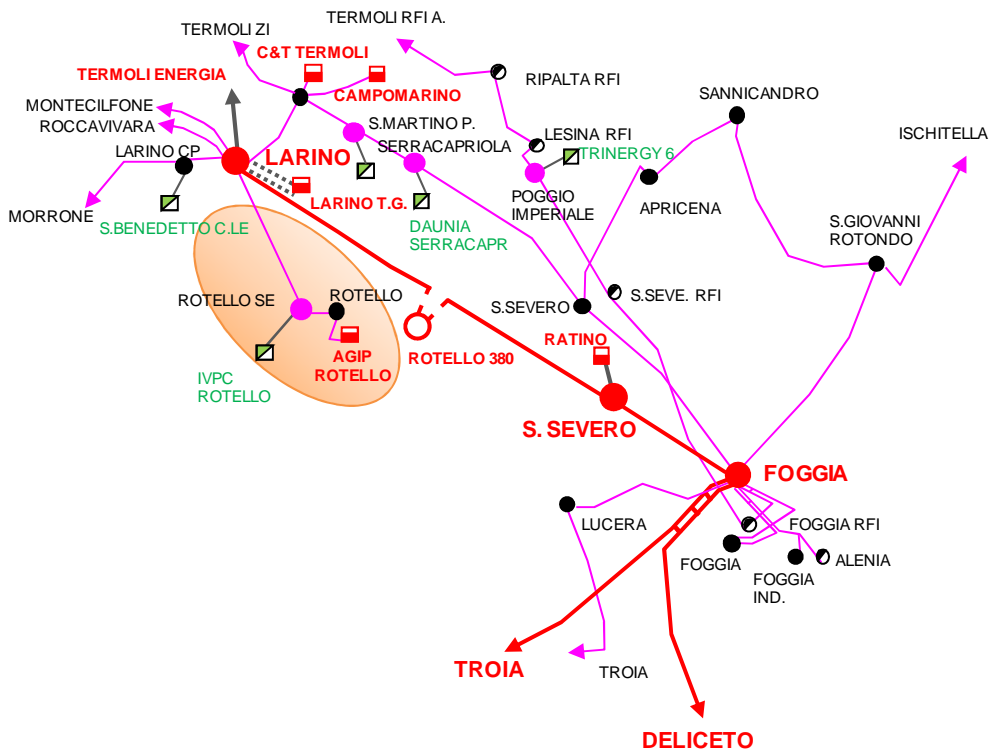 TERMOLI RFI A.
TERMOLI ZI
C&T TERMOLI
TERMOLI ENERGIA
RIPALTA RFI
CAMPOMARINO
SANNICANDRO
MONTECILFONE
ROCCAVIVARA
S.MARTINO P.
LESINA RFI
ISCHITELLA
SERRACAPRIOLA
TRINERGY 6
LARINO CP
LARINO
POGGIO
IMPERIALE
LARINO T.G.
APRICENA
MORRONE
S.BENEDETTO C.LE
DAUNIA
SERRACAPR
S.GIOVANNI
ROTONDO
ROTELLO SE
ROTELLO
S.SEVERO
S.SEVE. RFI
RATINO
AGIP
ROTELLO
ROTELLO 380
IVPC
ROTELLO
S. SEVERO
FOGGIA
LUCERA
FOGGIA RFI
FOGGIA
ALENIA
FOGGIA
IND.
TROIA
TROIA
DELICETO